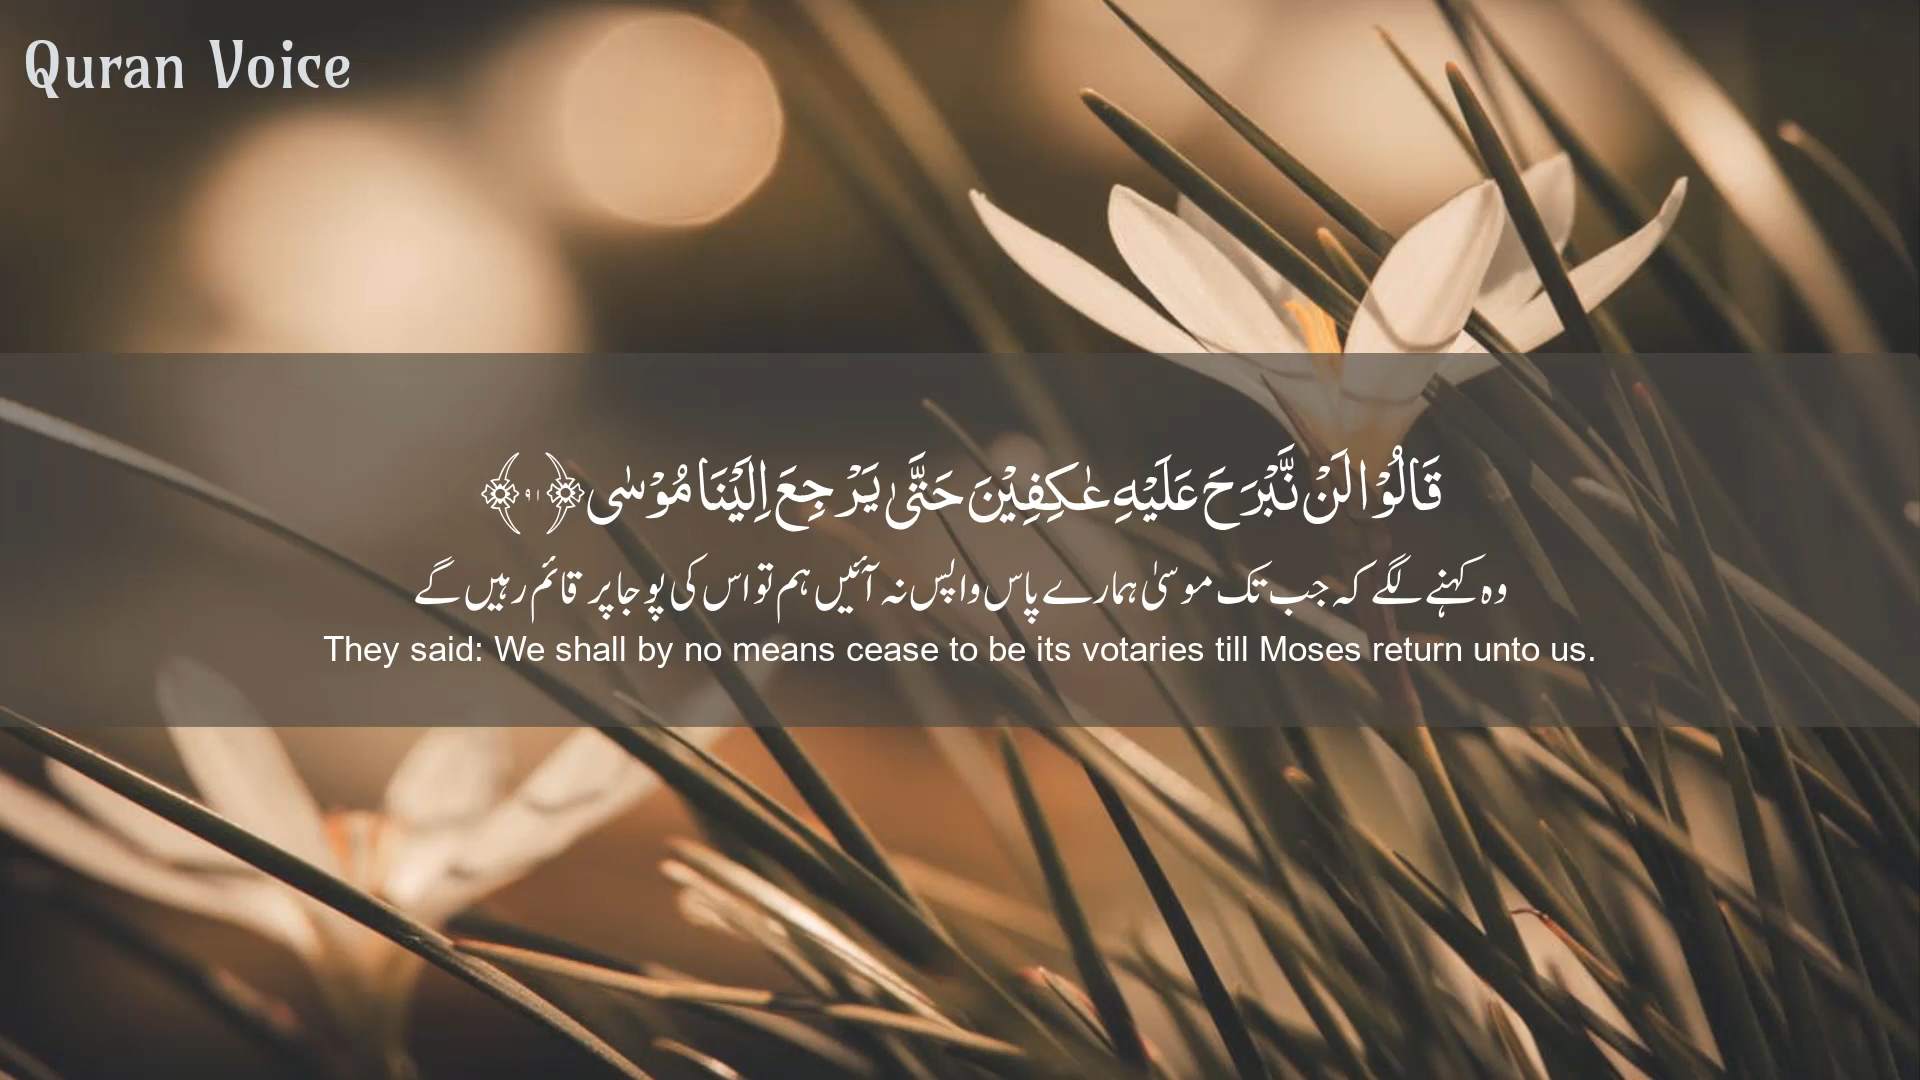 Quran Voice
قَالُوْا لَنْ نَّبْرَحَ عَلَيْهِ عٰكِفِيْنَ حَتّٰى يَرْجِعَ اِلَيْنَا مُوْسٰى ﴿۹۱﴾
وہ کہنے لگے کہ جب تک موسیٰ ہمارے پاس واپس نہ آئیں ہم تو اس کی پوجا پر قائم رہیں گے
They said: We shall by no means cease to be its votaries till Moses return unto us.